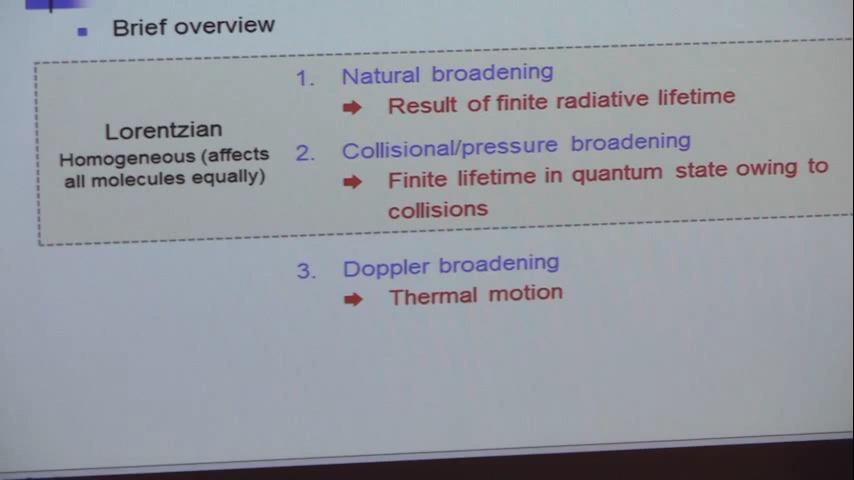 Brief overview
1. Natural broadening
Result of finite radiative lifetime
Lorentzian
Homogeneous (affects
all molecules equally)
2. Collisional/pressure broadening
Finite lifetime in quantum state owing to
collisions
3. Doppler broadening
Thermal motion